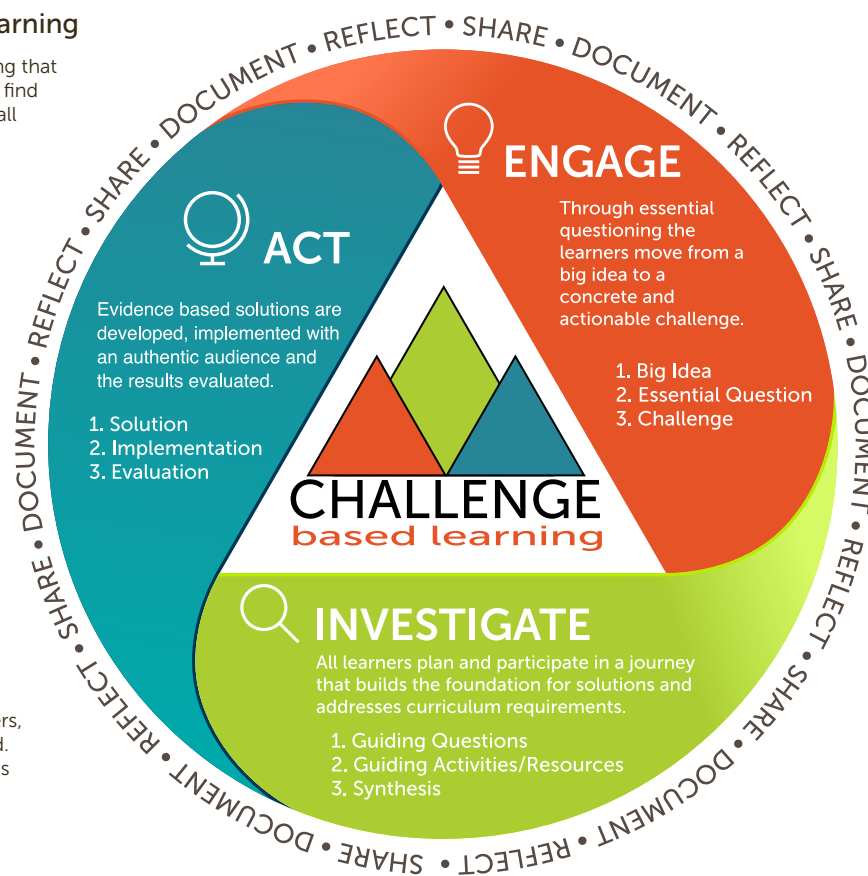 arning
ng that
find
all
REFLECT • SHARE • DOCUMENT • REFLECT • SHARE • DOCUMENT • REFLECT • SHARE • DOCUMENT • REFLECT • SHARE • DOCUMENT • REFLECT • SHARE • DOCUMENT • REFLECT • SHARE • DOCUMENT •
ENGAGE
Through essential
questioning the
learners move from a
big idea to a
concrete and
actionable challenge.
1. Big Idea
2. Essential Question
3. Challenge
ACT
Evidence based solutions are
developed, implemented with
an authentic audience and
the results evaluated.
1. Solution
2. Implementation
3. Evaluation
CHALLENGE
based learning
INVESTIGATE
All learners plan and participate in a journey
that builds the foundation for solutions and
addresses curriculum requirements.
1. Guiding Questions
2. Guiding Activities/Resources
3. Synthesis
ers,
d.
s